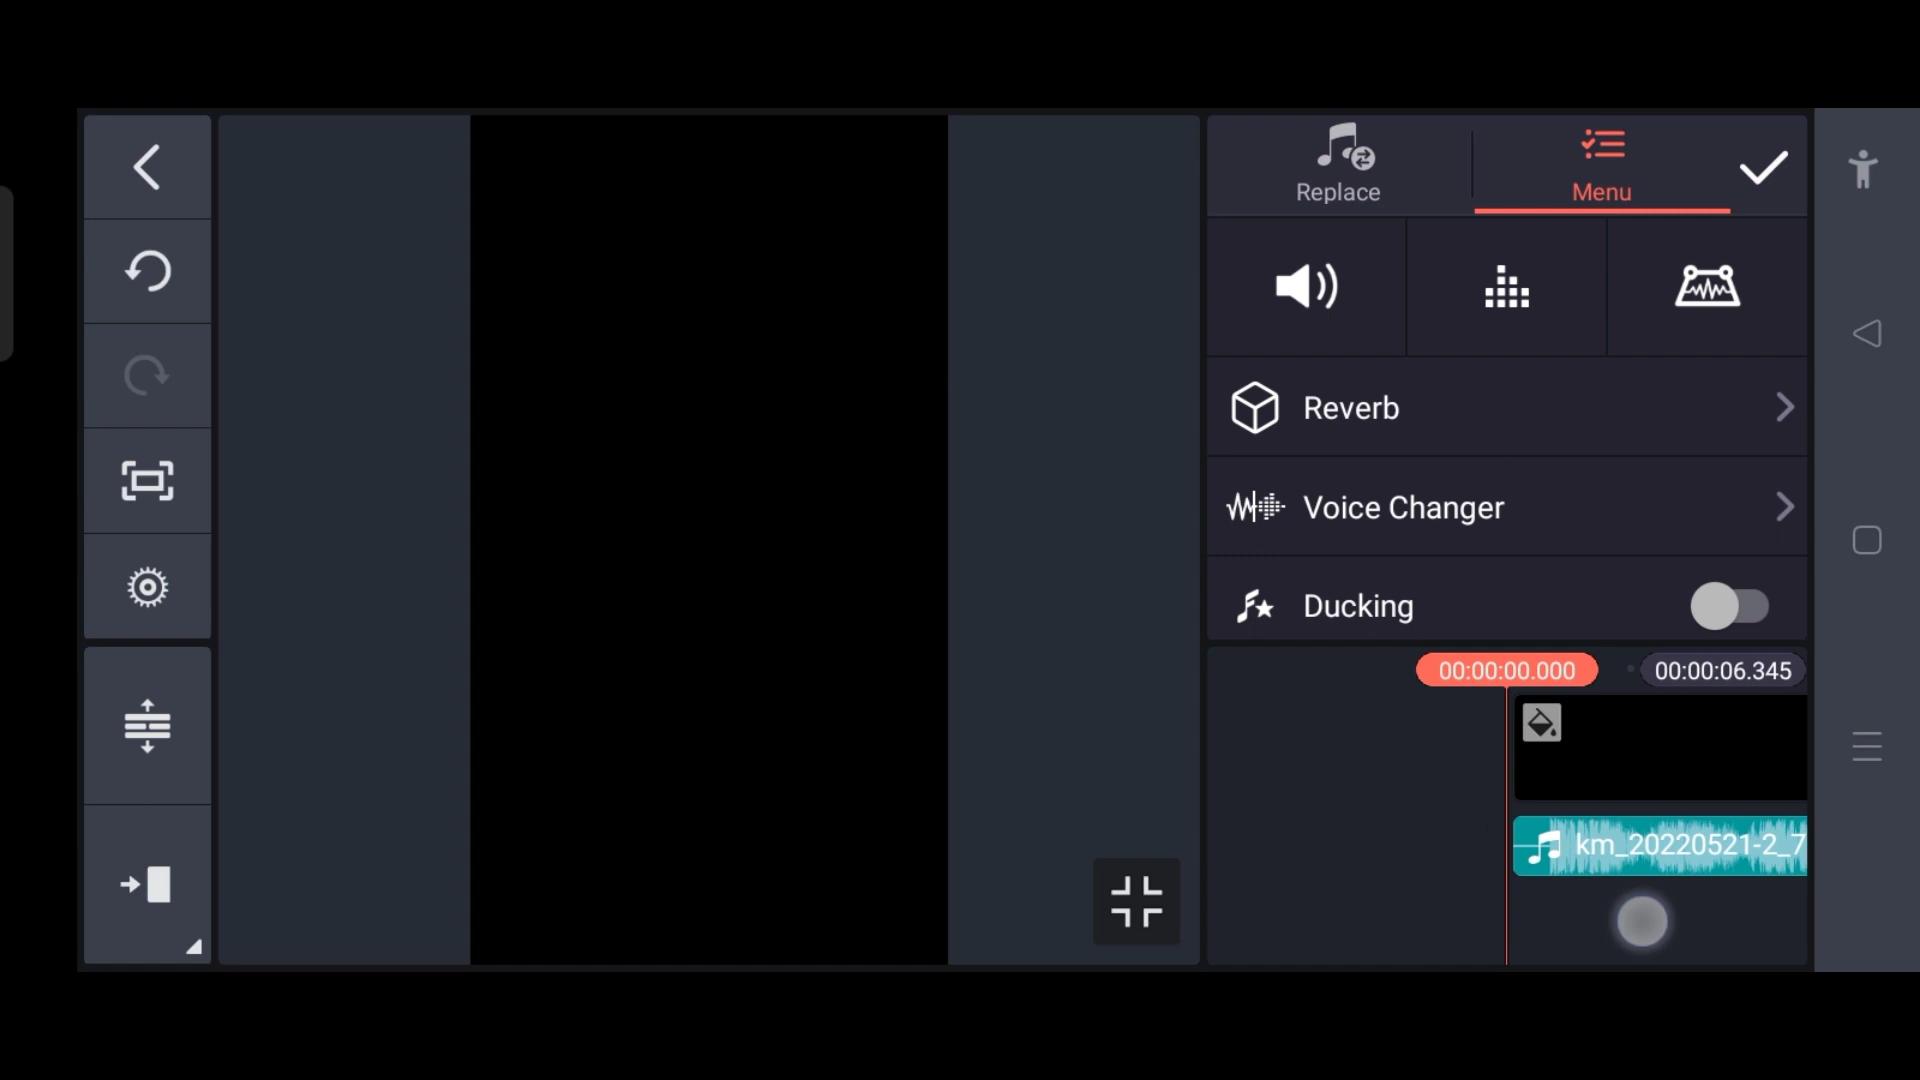 Replace
Menu
Reverb
Voice Changer
Ducking
00:00:00.000
00:00:06.345
km_20220521-2_7